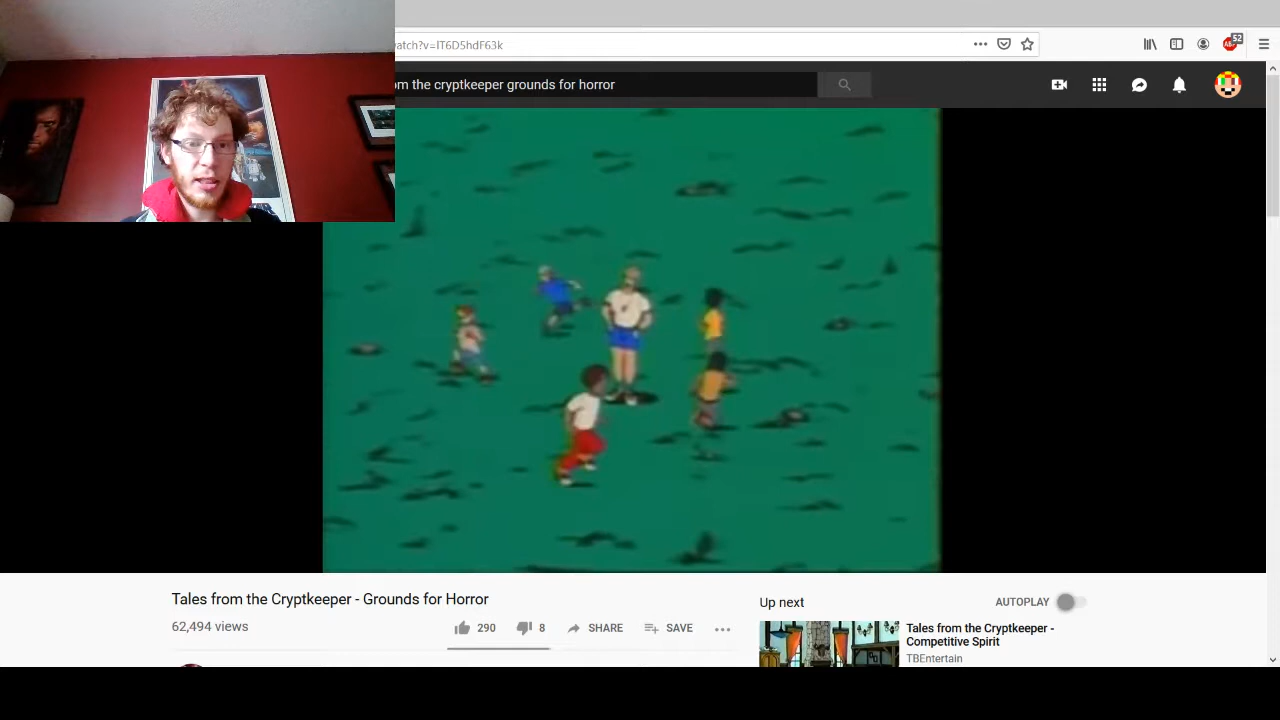 atch?v=lT6D5hdF63k
52
om the cryptkeeper grounds for horror
Tales from the Cryptkeeper - Grounds for Horror
62,494 views
290
8
SHARE
SAVE
Up next
AUTOPLAY
Tales from the Cryptkeeper -
Competitive Spirit
TBEntertain